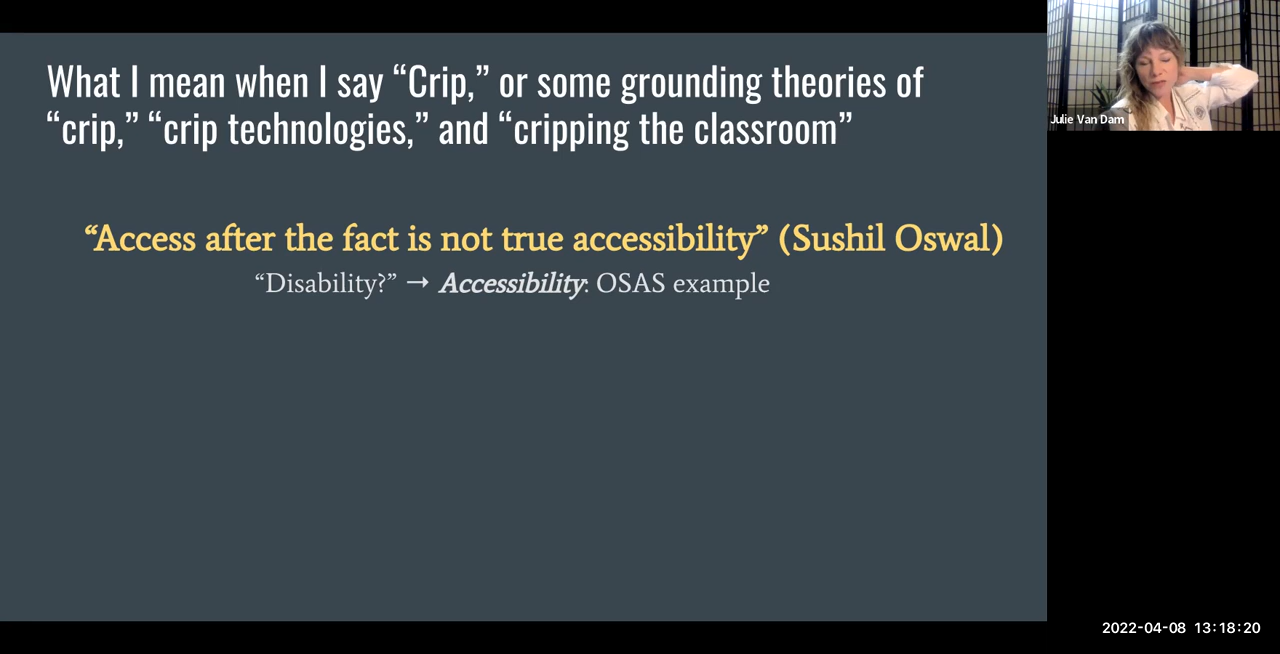 What I mean when I say “Crip,” or some grounding theories of
“crip,” “crip technologies,” and “cripping the classroom”
“Access after the fact is not true accessibility” (Sushil Oswal)
“Disability?” → Accessibility: OSAS example
Julie Van Dam
2022-04-08 13:18:20